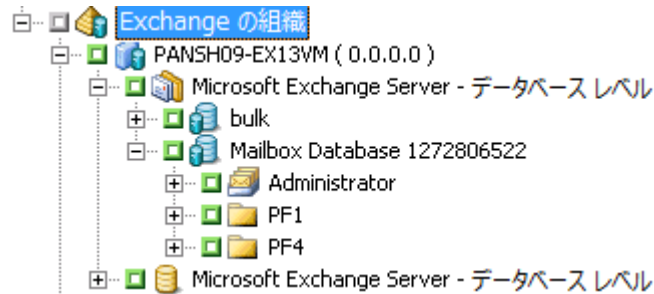 Exchange の組織
PANSH09-EX13VM ( 0.0.0.0 )
Microsoft Exchange Server - データベース レベル
bulk
Mailbox Database 1272806522
Administrator
PF1
PF4
Microsoft Exchange Server - データベース レベル